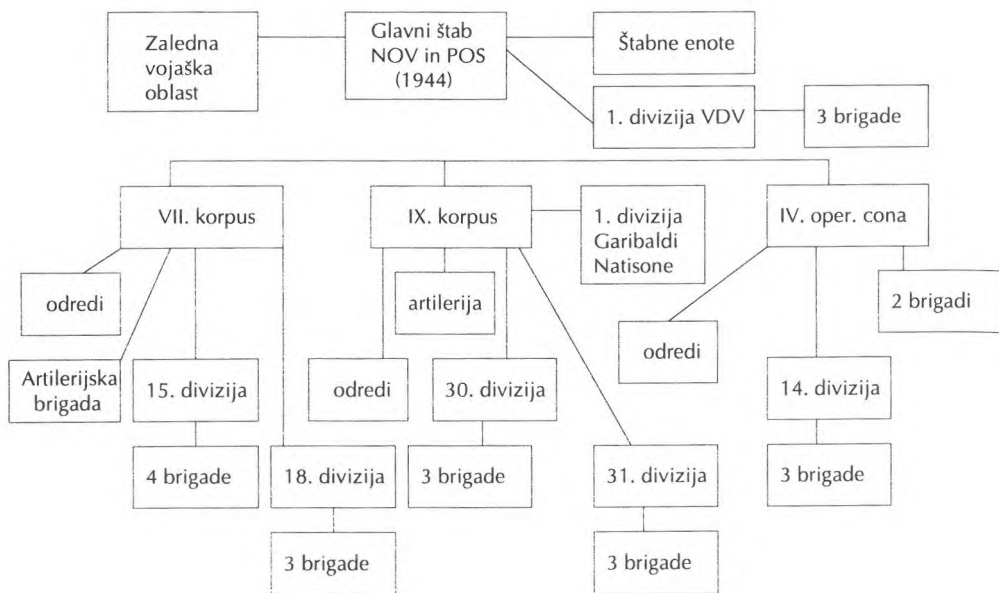 Zaledna
vojaška
oblast
Glavni štab
NOV in POS
(1944)
Štabne enote
1. divizija VDV
3 brigade
VII. korpus
IX. korpus
1. divizija
Garibaldi
Natisone
IV. oper. cona
odredi
artilerija
2 brigadi
odredi
Artilerijska
brigada
15. divizija
odredi
30. divizija
14. divizija
4 brigade
18. divizija
3 brigade
31. divizija
3 brigade
3 brigade
3 brigade